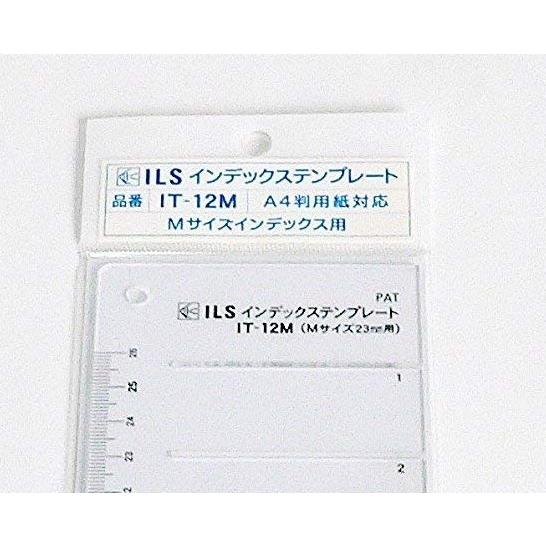 ILS インデックステンプレート
品番 IT-12M A4判用紙対応
Mサイズインデックス用
PAT
ILS インデックステンプレート
IT-12M (Mサイズ23mm用)
26
1
25
24
23
2
22